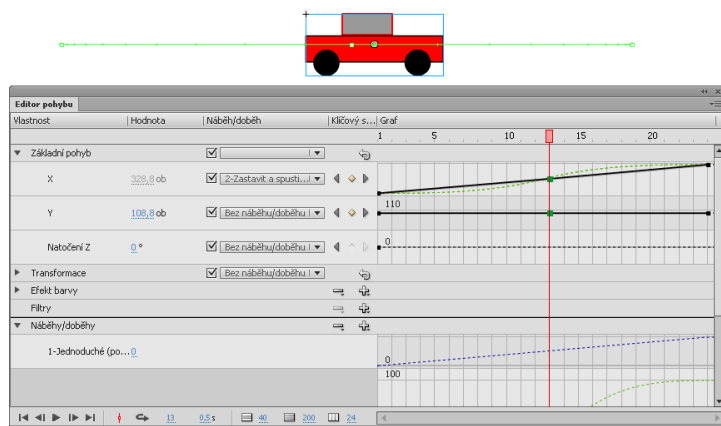 Editor pohybu
Vlastnost Hodnota Náběh/doběh Klíčový s... Graf
1 5 10 15 20
Základní pohyb
X 328,8 ob 2-Zastavit a spusti...
110
Y 108,8 ob Bez náběhu/doběhu
0
Natočení Z 0 ° Bez náběhu/doběhu
Transformace Bez náběhu/doběhu
Efekt barvy
Filtry
Náběhy/doběhy
1-Jednoduché (po... 0
0
100
13 0,5 s 40 200 24